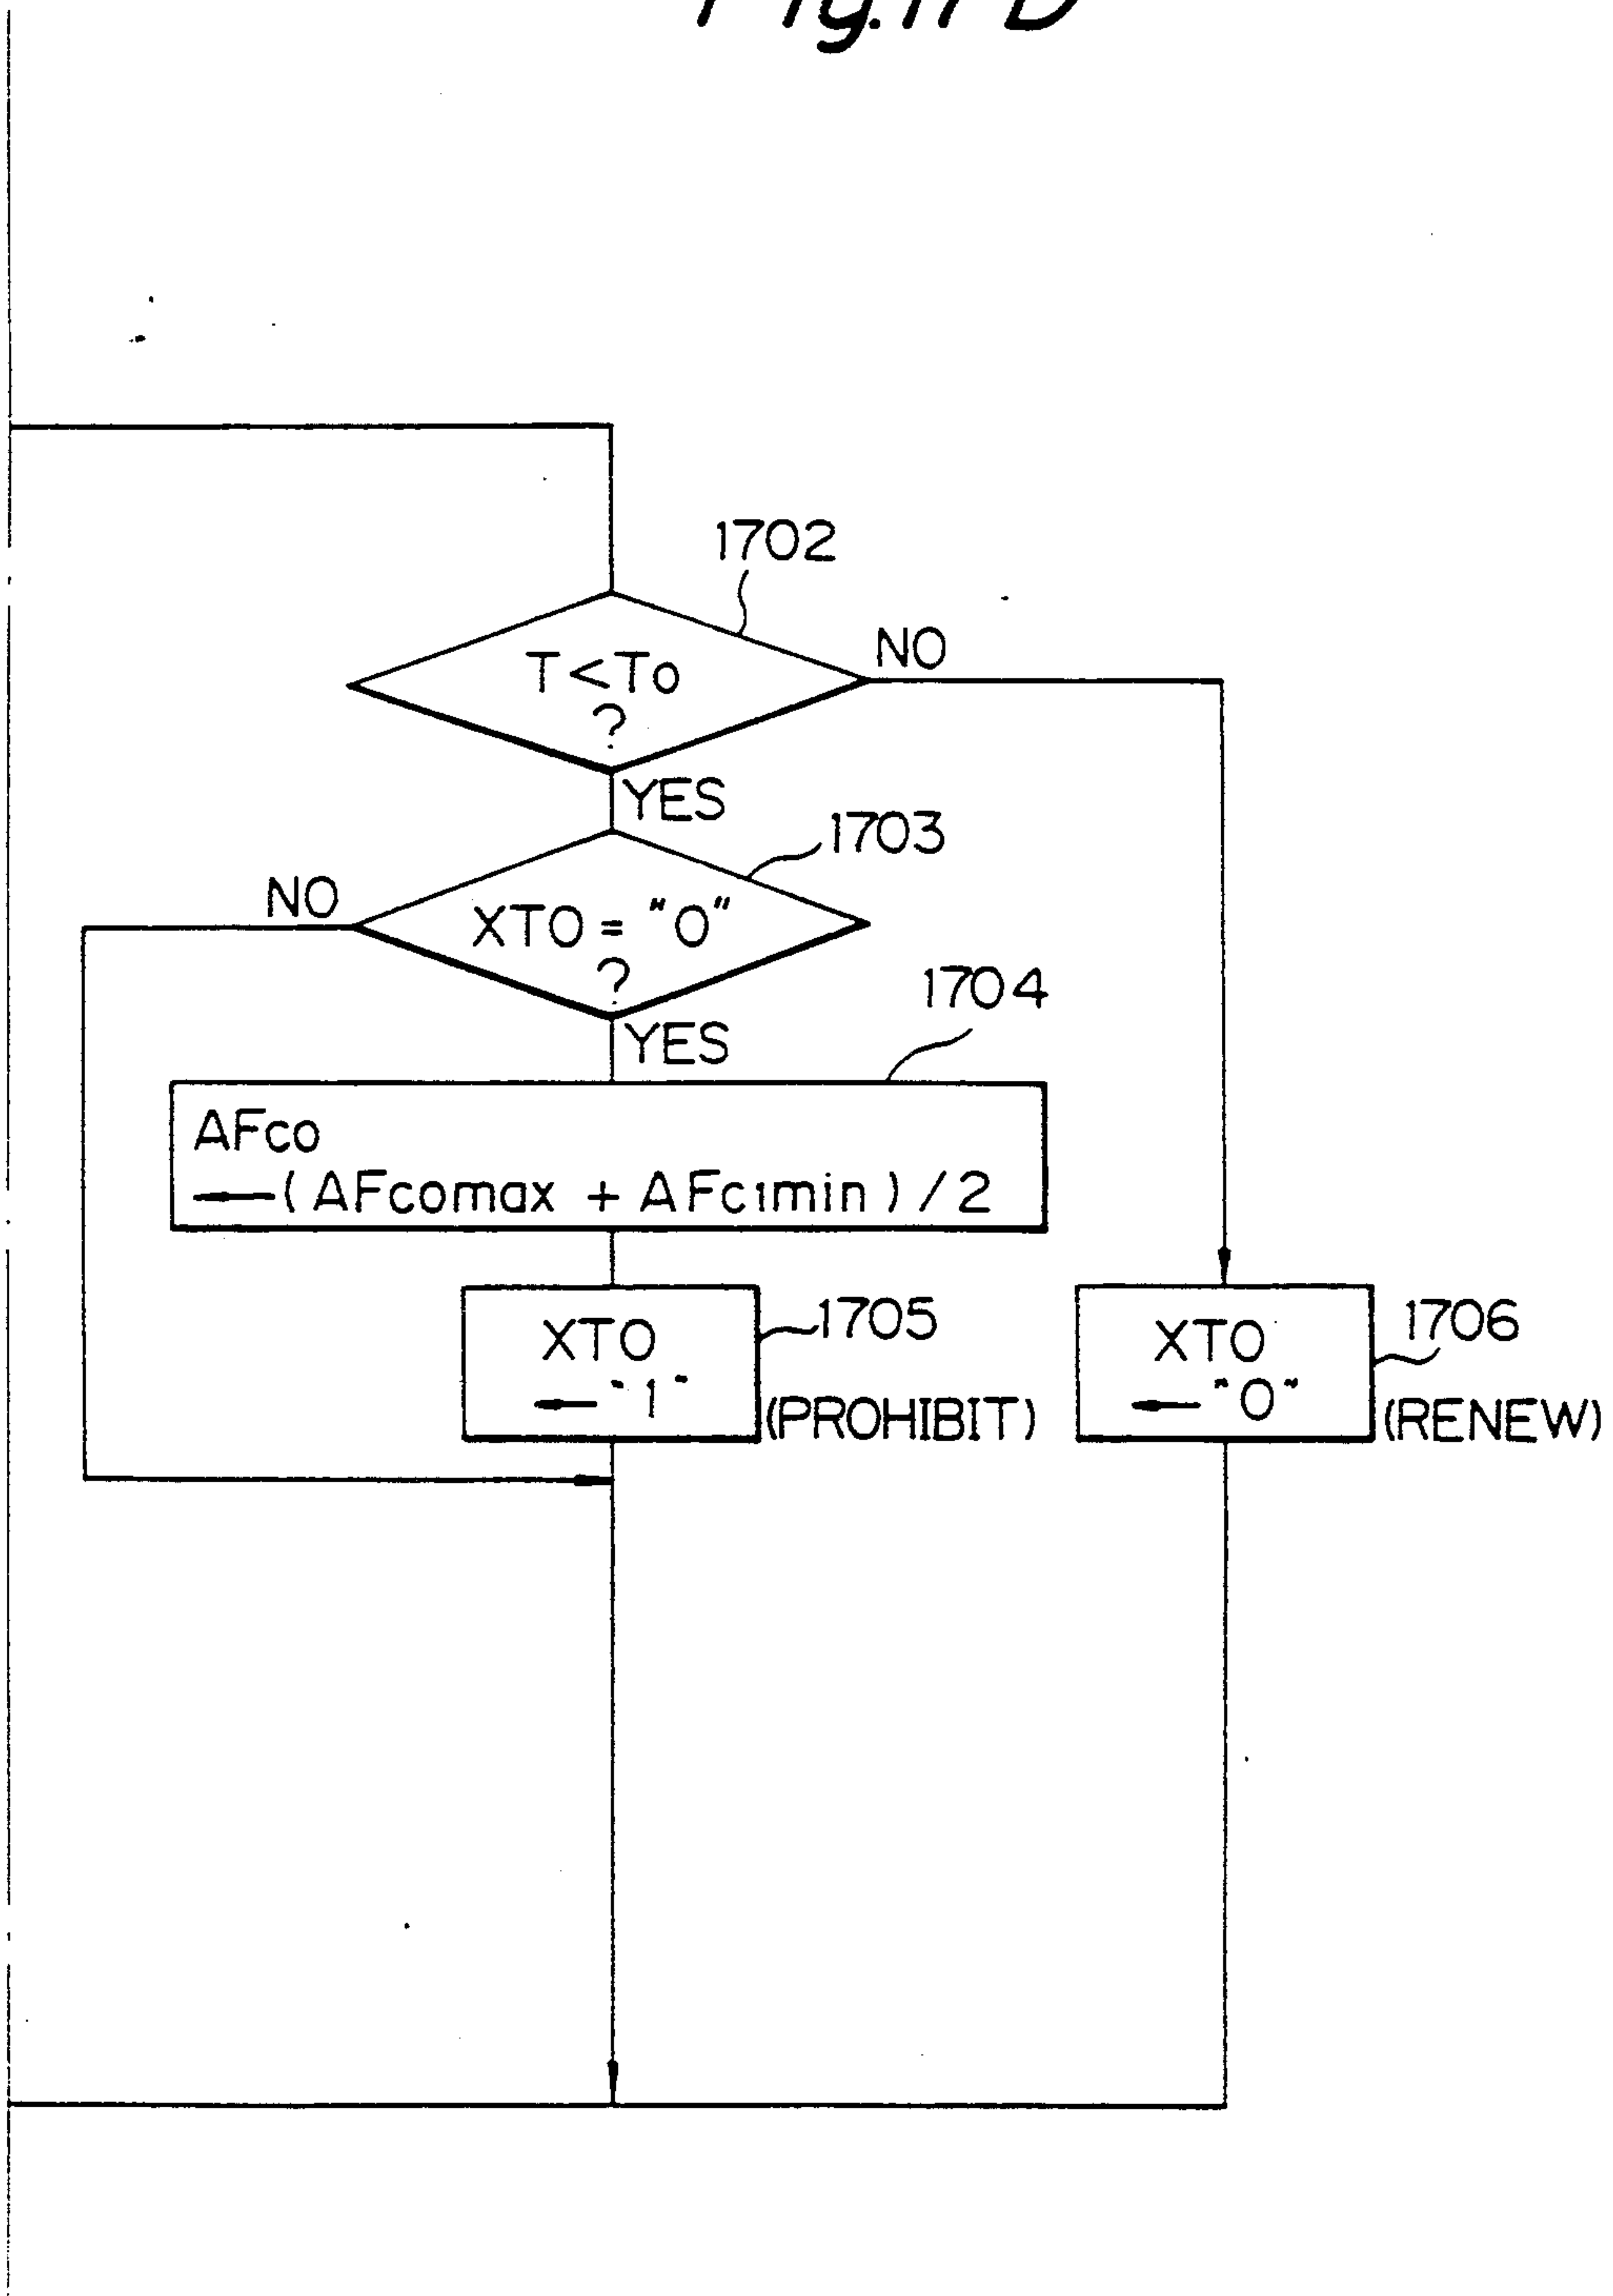 1702
T<To
?
NO
YES
1703
NO
XTO = "0"
?
1704
YES
AFco
←(AFcomax + AFc1min)/2
XTO
← "1"
1705
(PROHIBIT)
XTO
← "0"
1706
(RENEW)